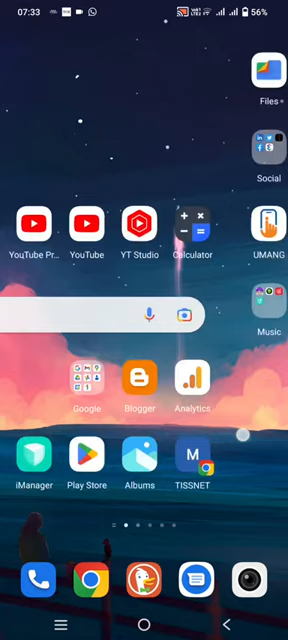 07:33
56%
Files
Social
YouTube Pr...
YouTube
YT Studio
Calculator
UMANG
Music
Google
Blogger
Analytics
M
iManager
Play Store
Albums
TISSNET